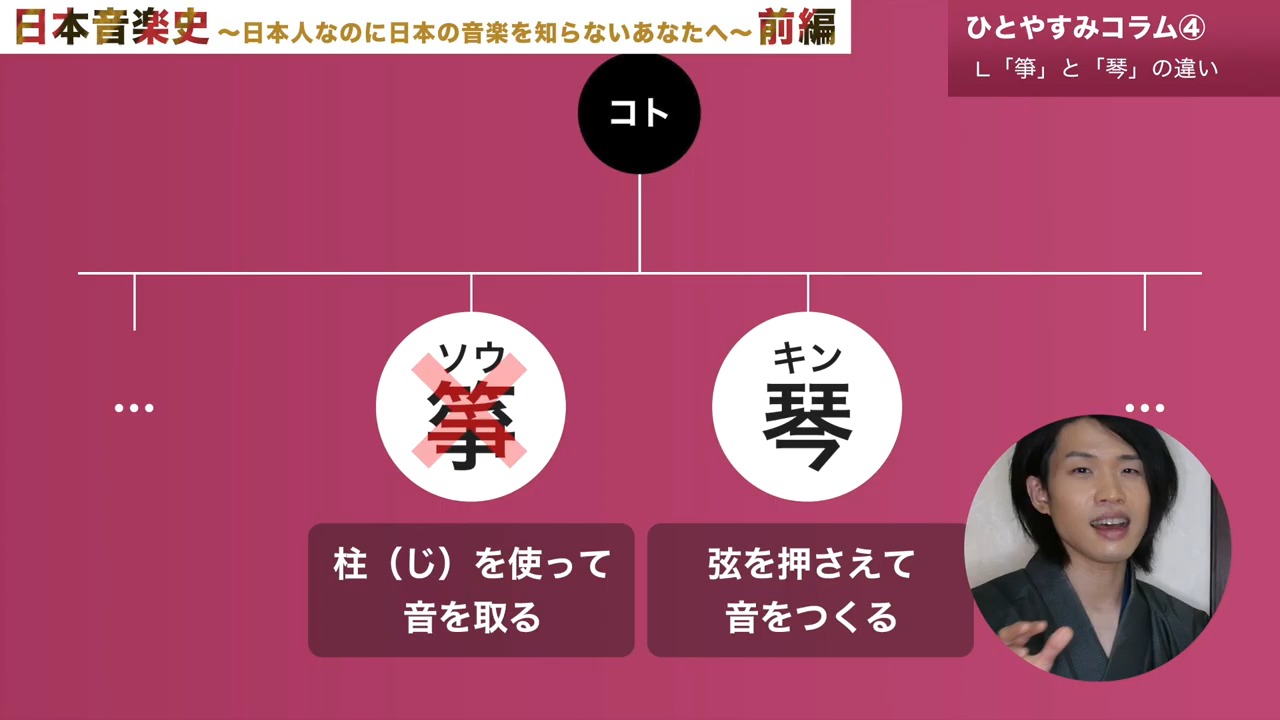 日本音楽史 〜日本人なのに日本の音楽を知らないあなたへ〜 前編
ひとやすみコラム④
└「箏」と「琴」の違い
コト
ソウ
箏
キン
琴
…
…
柱（じ）を使って
音を取る
弦を押さえて
音をつくる